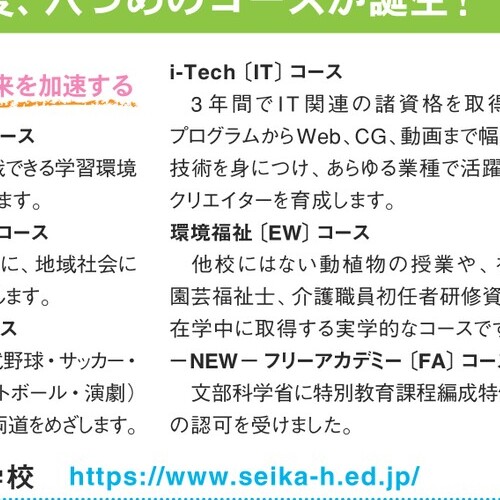 、八つめのコースが誕生！
来を加速する
コース
できる学習環境
ます。
コース
に、地域社会に
します。
ス
野球・サッカー・
トボール・演劇）
両道をめざします。
i-Tech〔IT〕コース
3年間でIT関連の諸資格を取得
プログラムからWeb、CG、動画まで幅
技術を身につけ、あらゆる業種で活躍
クリエイターを育成します。
環境福祉〔EW〕コース
他校にはない動植物の授業や、
園芸福祉士、介護職員初任者研修資
在学中に取得する実学的なコースです
－NEW－ フリーアカデミー〔FA〕コー
文部科学省に特別教育課程編成特
の認可を受けました。
学校 https://www.seika-h.ed.jp/